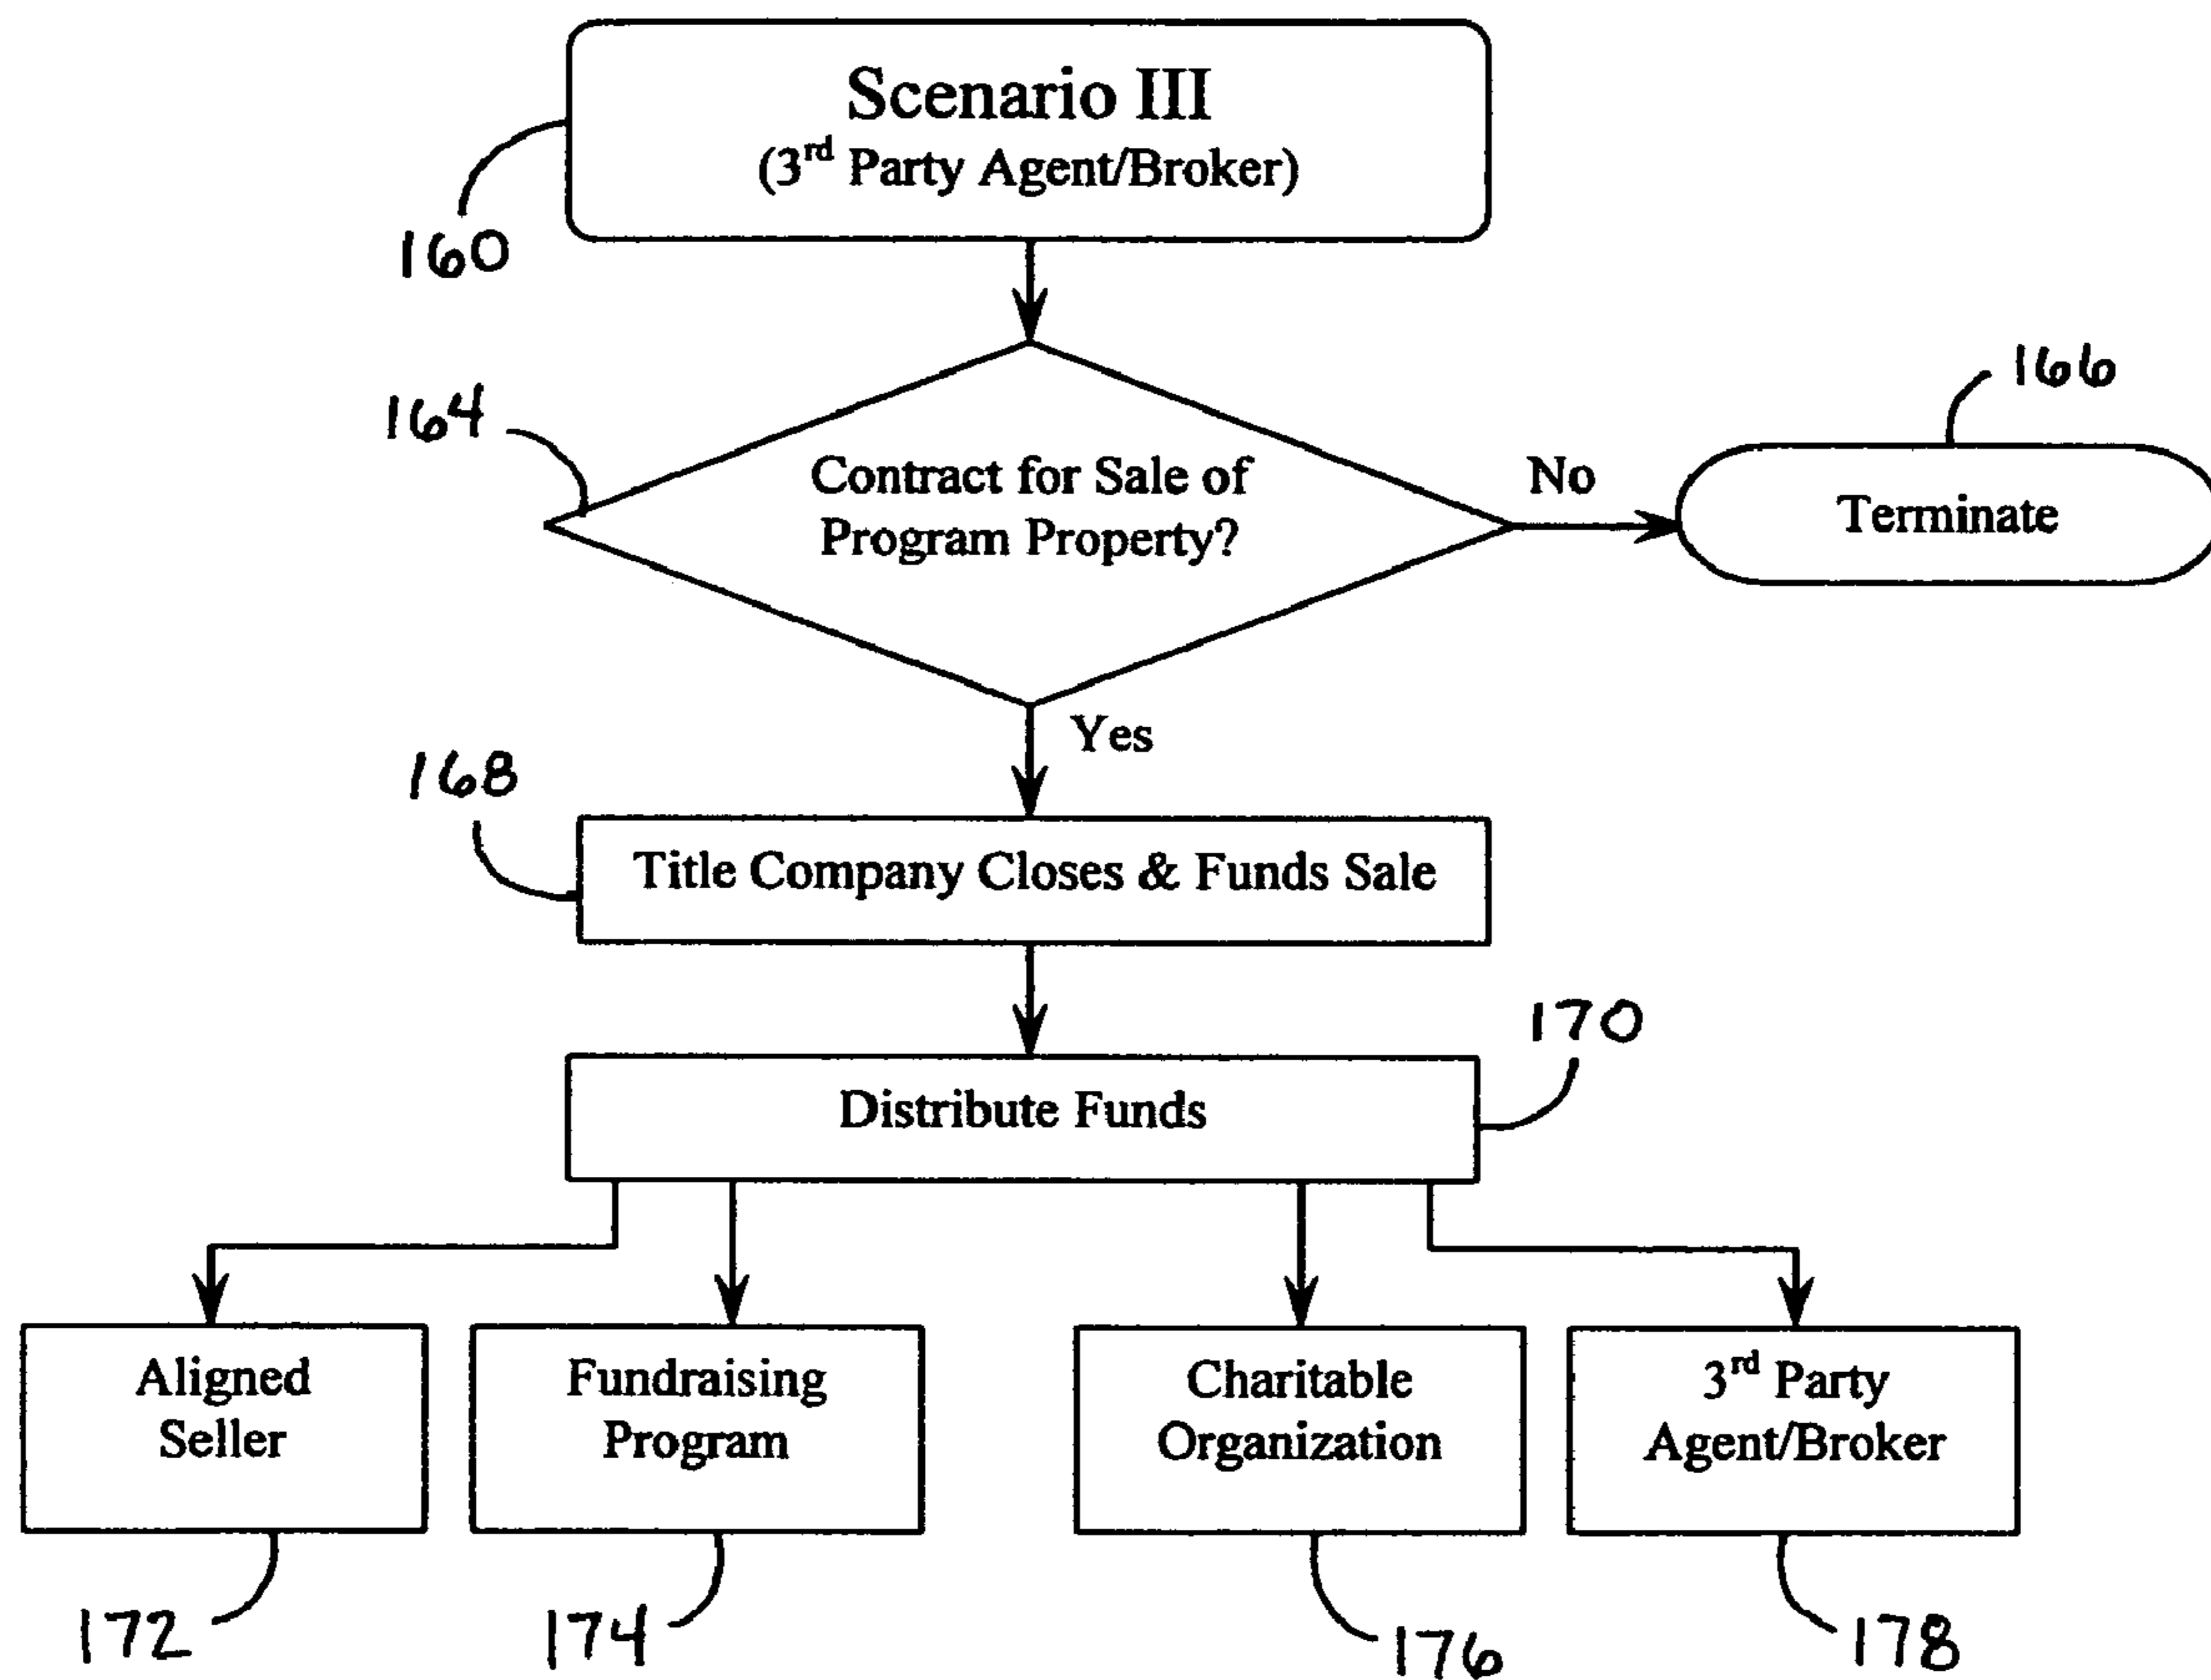 Scenario III
(3rd Party Agent/Broker)
160
166
164
Contract for Sale of
Program Property?
No
Terminate
Yes
168
Title Company Closes & Funds Sale
170
Distribute Funds
Aligned
Seller
Fundraising
Program
Charitable
Organization
3rd Party
Agent/Broker
172
174
176
178